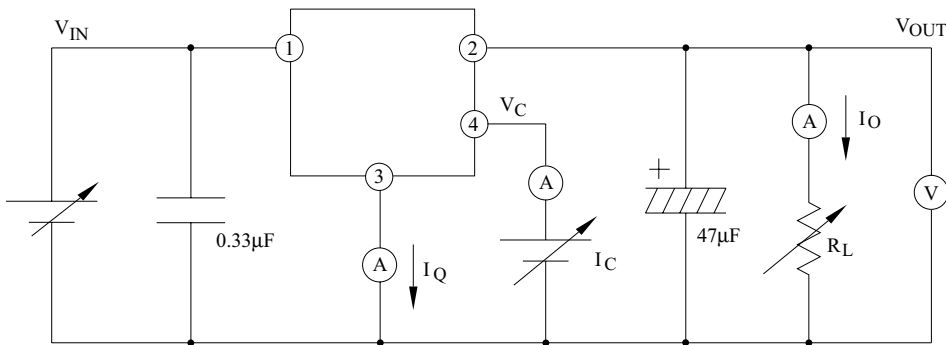 V_IN
1
2
V_OUT
V_C
4
A
I_O
3
A
+
V
0.33µF
A
I_Q
I_C
47µF
R_L